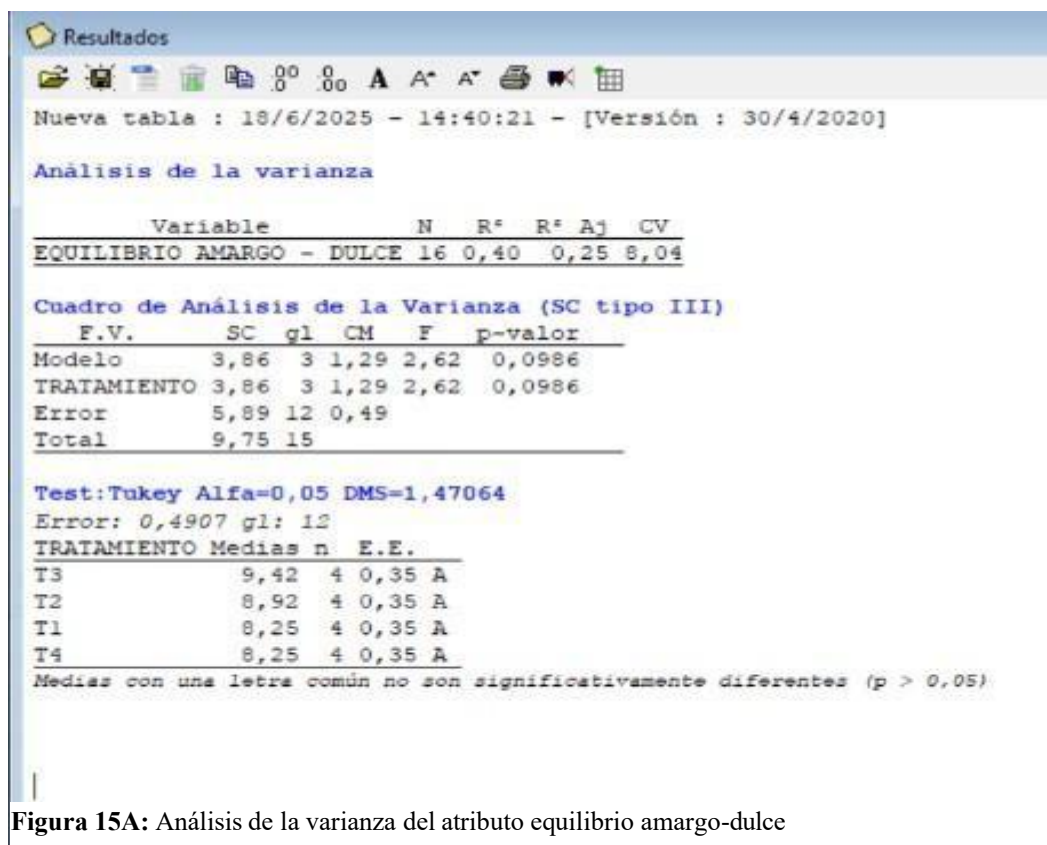 Resultados
Nueva tabla : 18/6/2025 - 14:40:21 - [Versión : 30/4/2020]
Análisis de la varianza
Variable N R² R² Aj CV
EQUILIBRIO AMARGO - DULCE 16 0,40 0,25 8,04
Cuadro de Análisis de la Varianza (SC tipo III)
F.V. SC gl CM F p-valor
Modelo 3,86 3 1,29 2,62 0,0986
TRATAMIENTO 3,86 3 1,29 2,62 0,0986
Error 5,89 12 0,49
Total 9,75 15
Test:Tukey Alfa=0,05 DMS=1,47064
Error: 0,4907 gl: 12
TRATAMIENTO Medias n E.E.
T3 9,42 4 0,35 A
T2 8,92 4 0,35 A
T1 8,25 4 0,35 A
T4 8,25 4 0,35 A
Medias con una letra común no son significativamente diferentes (p > 0,05)
Figura 15A: Análisis de la varianza del atributo equilibrio amargo-dulce